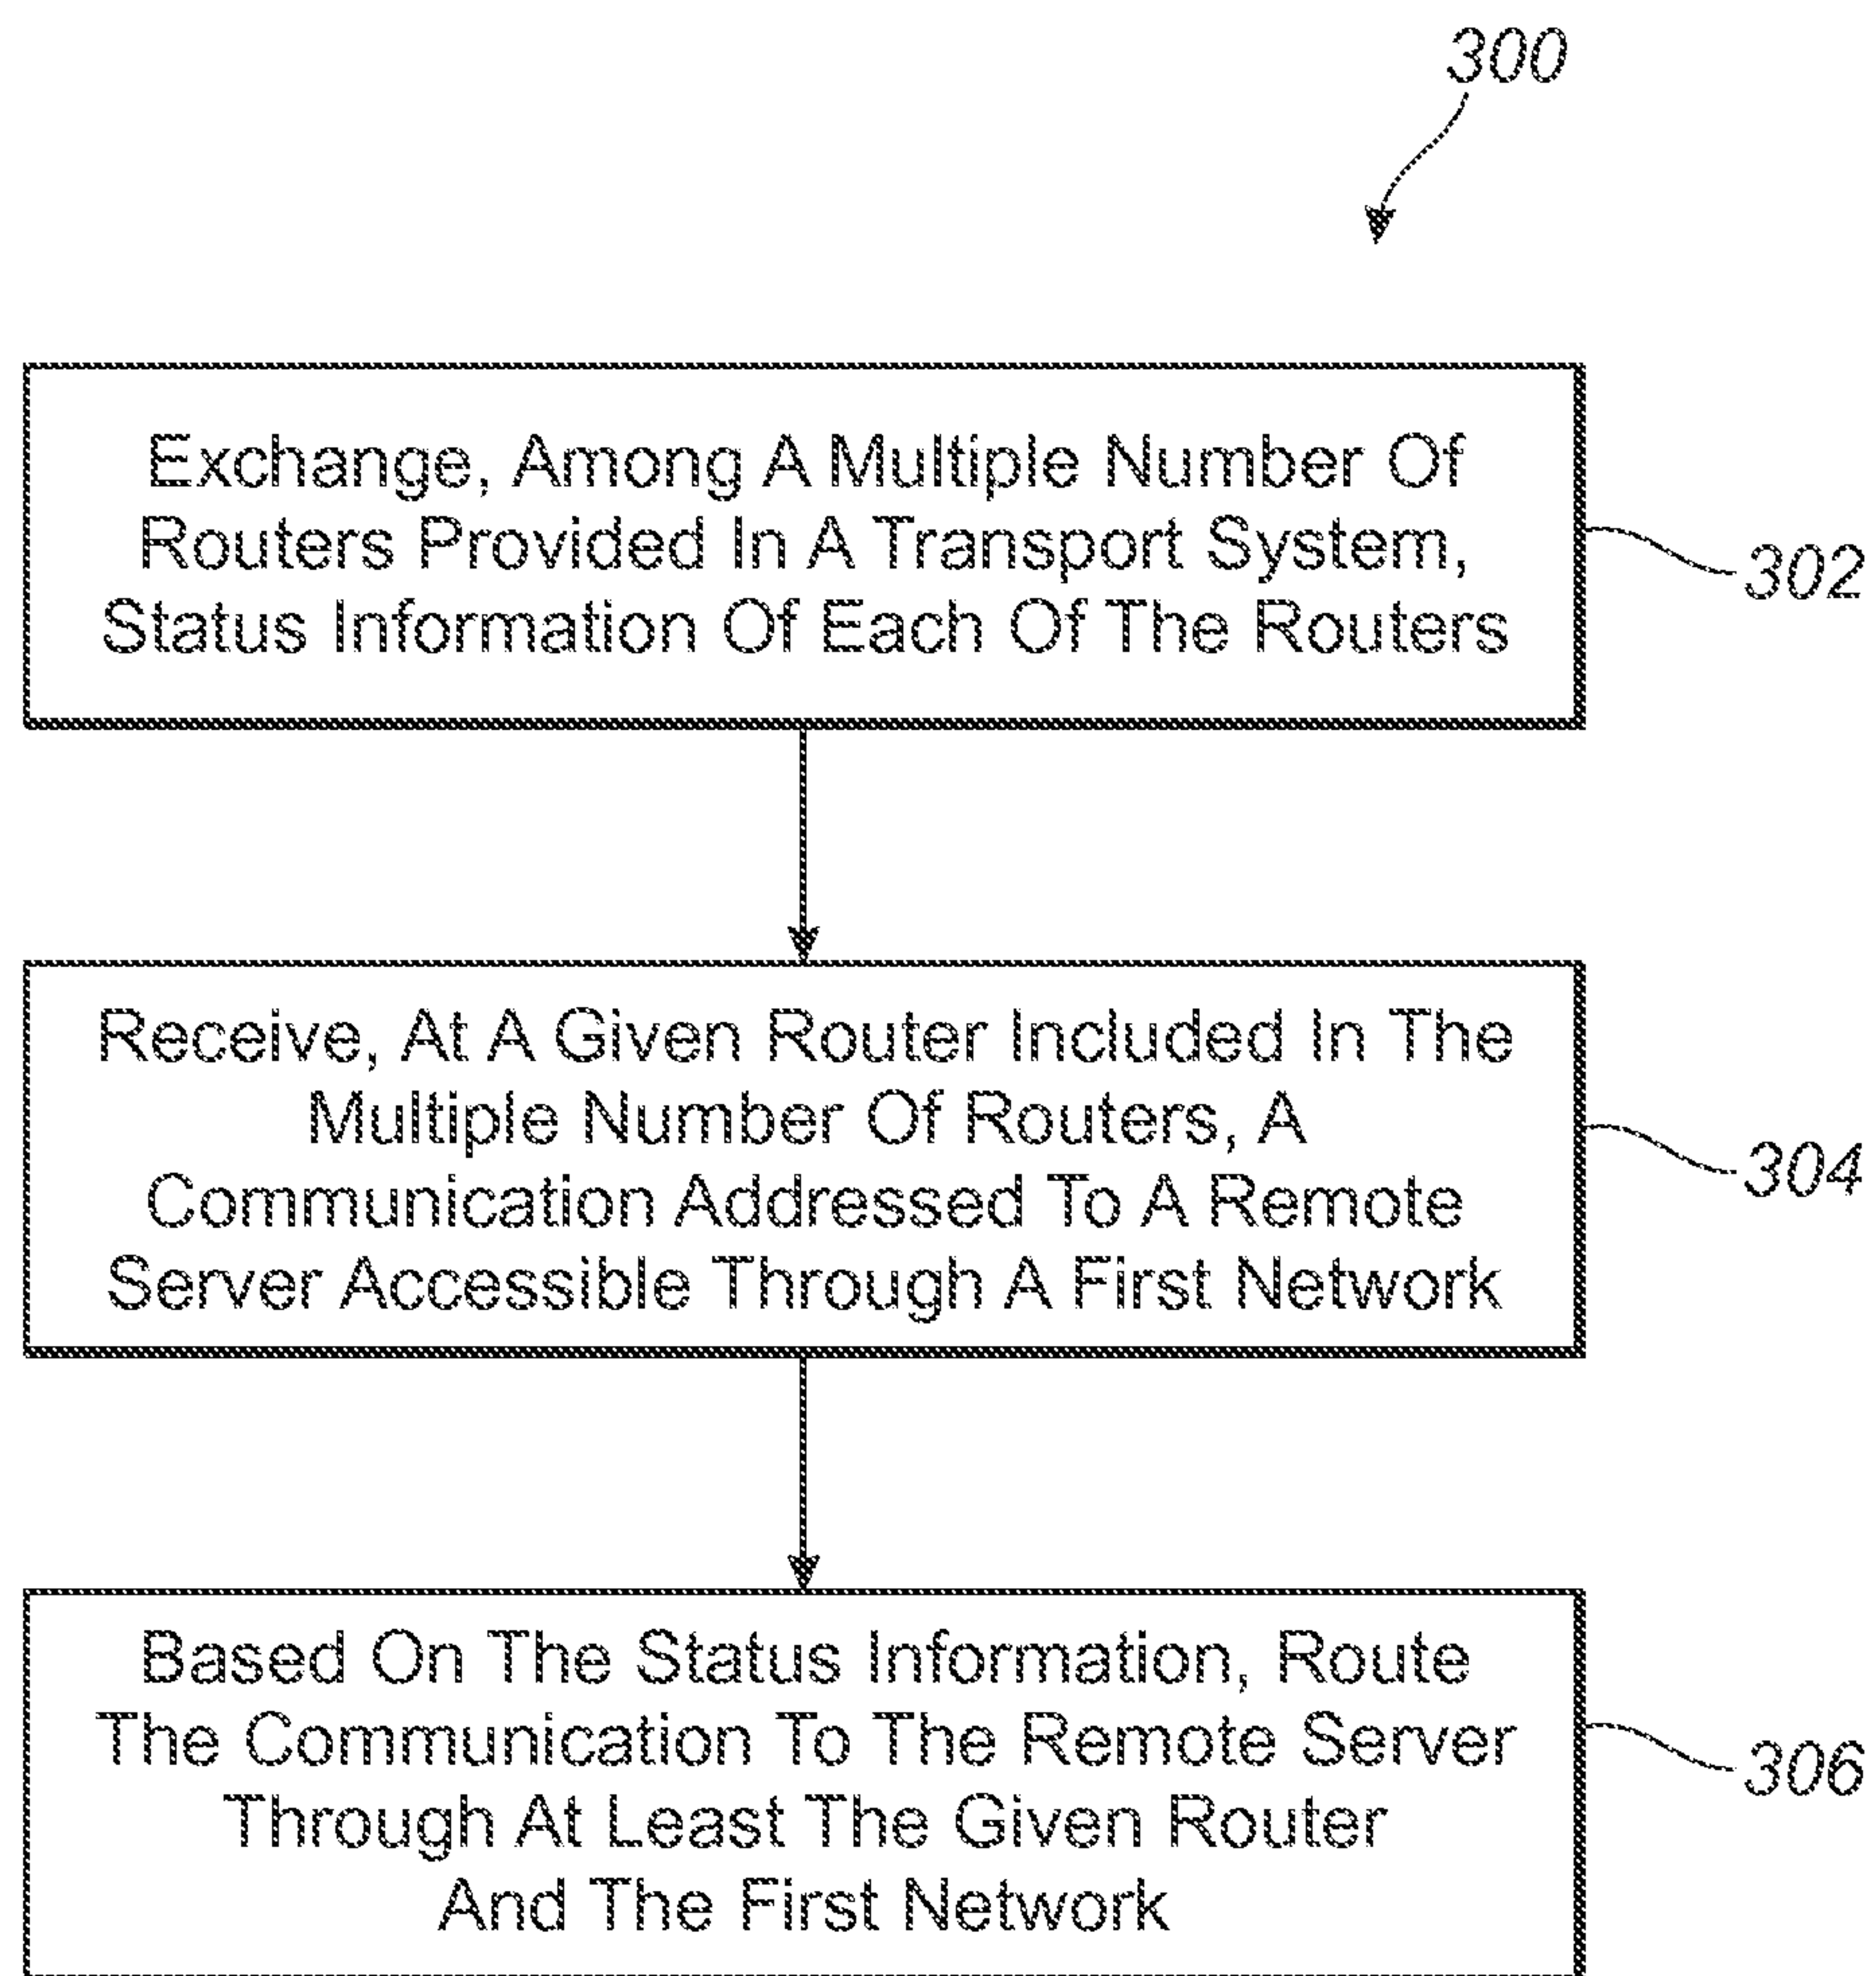 300
Exchange, Among A Multiple Number Of
Routers Provided In A Transport System,
Status Information Of Each Of The Routers
302
Receive, At A Given Router Included In The
Multiple Number Of Routers, A
Communication Addressed To A Remote
Server Accessible Through A First Network
304
Based On The Status Information, Route
The Communication To The Remote Server
Through At Least The Given Router
And The First Network
306